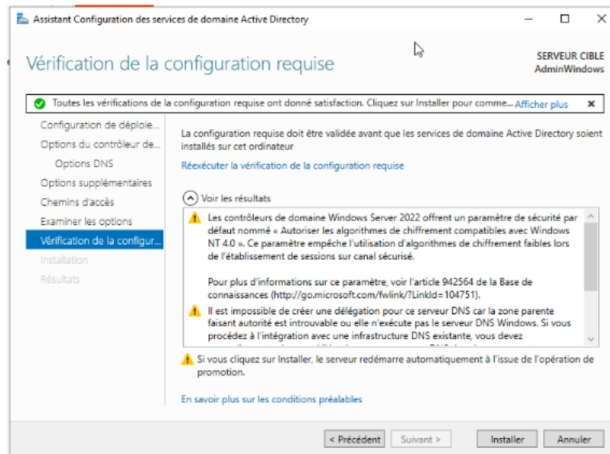 Assistant Configuration des services de domaine Active Directory
Vérification de la configuration requise
SERVEUR CIBLE
AdminWindows
Toutes les vérifications de la configuration requise ont donné satisfaction. Cliquez sur Installer pour comme... Afficher plus
Configuration de déploie...
Options du contrôleur de...
Options DNS
Options supplémentaires
Chemins d'accès
Examiner les options
Vérification de la configur...
Installation
Résultats
La configuration requise doit être validée avant que les services de domaine Active Directory soient
installés sur cet ordinateur
Réexécuter la vérification de la configuration requise
Voir les résultats
Les contrôleurs de domaine Windows Server 2022 offrent un paramètre de sécurité par
défaut nommé « Autoriser les algorithmes de chiffrement compatibles avec Windows
NT 4.0 ». Ce paramètre empêche l'utilisation d'algorithmes de chiffrement faibles lors
de l'établissement de sessions sur canal sécurisé.
Pour plus d'informations sur ce paramètre, voir l'article 942564 de la Base de
connaissances (http://go.microsoft.com/fwlink/?LinkId=104751).
Il est impossible de créer une délégation pour ce serveur DNS car la zone parente
faisant autorité est introuvable ou elle n'exécute pas le serveur DNS Windows. Si vous
procédez à l'intégration avec une infrastructure DNS existante, vous devez
Si vous cliquez sur Installer, le serveur redémarre automatiquement à l'issue de l'opération de
promotion.
En savoir plus sur les conditions préalables
< Précédent
Suivant >
Installer
Annuler